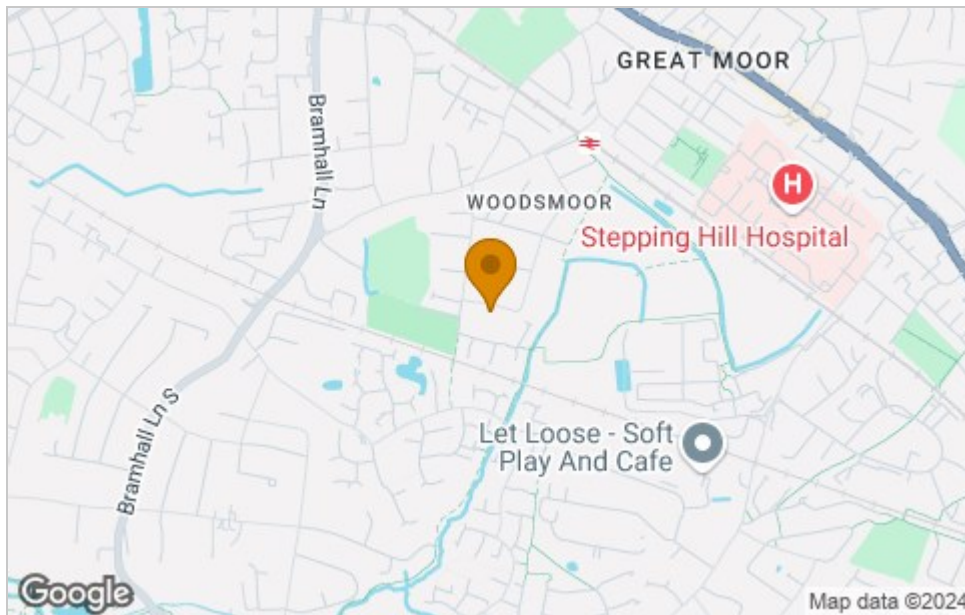 GREAT MOOR
Bramhall Ln
WOODSMOOR
H
Stepping Hill Hospital
Bramhall Ln S
Let Loose - Soft
Play And Cafe
Google
Map data ©2024